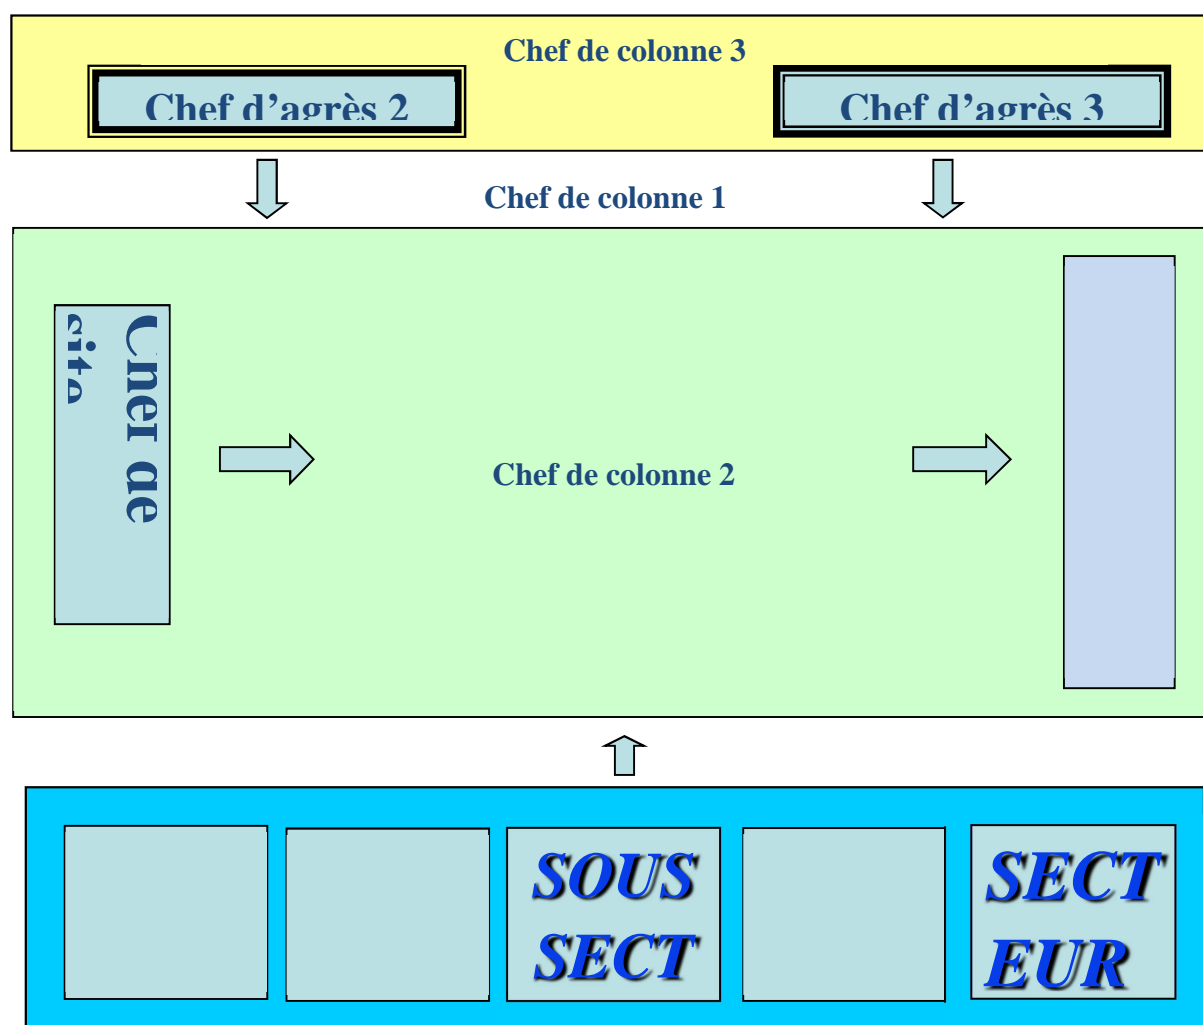 Chef de colonne 3
Chef d’agrès 2
Chef d’agrès 3
Chef de colonne 1
Chef de
site
Chef de colonne 2
SOUS
SECT
SECT
EUR